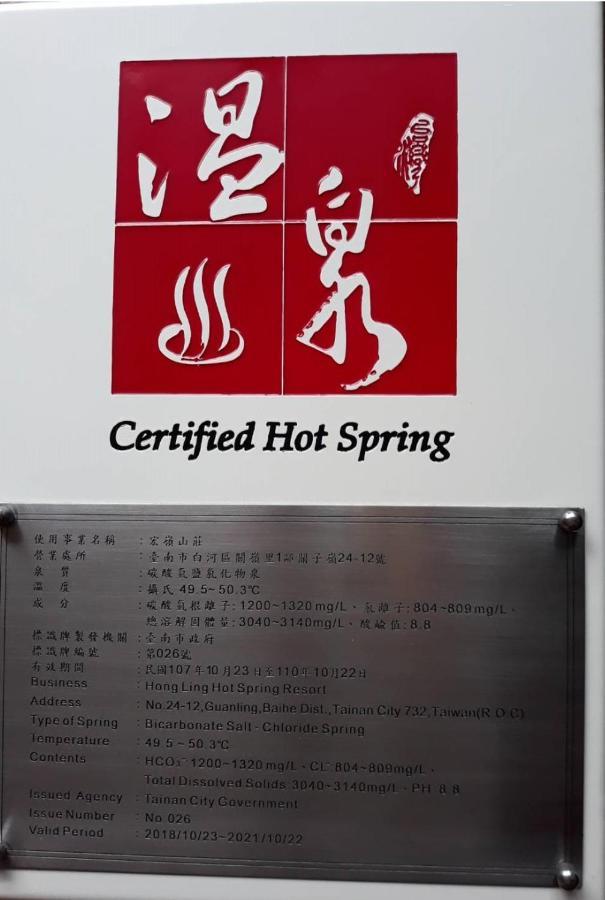 温泉
台灣
Certified Hot Spring
使用事業名稱 : 宏嶺山莊
營業處所 : 臺南市白河區關嶺里1鄰關子嶺24-12號
泉質 : 碳酸氫鹽氯化物泉
溫度 : 攝氏 49.5~50.3℃
成分 : 碳酸氫根離子: 1200~1320 mg/L、氯離子: 804~809 mg/L、
總溶解固體量: 3040~3140mg/L、酸鹼值: 8.8
標識牌製發機關 : 臺南市政府
標識牌編號 : 第026號
有效期間 : 民國107年10月23日至110年10月22日
Business : Hong Ling Hot Spring Resort
Address : No.24-12,Guanling,Baihe Dist.,Tainan City 732,Taiwan(R.O.C)
Type of Spring : Bicarbonate Salt - Chloride Spring
Temperature : 49.5~50.3℃
Contents : HCO₃⁻:1200~1320 mg/L、CL⁻:804~809mg/L、
Total Dissolved Solids: 3040~3140mg/L、PH: 8.8
Issued Agency : Tainan City Government
Issue Number : No.026
Valid Period : 2018/10/23~2021/10/22